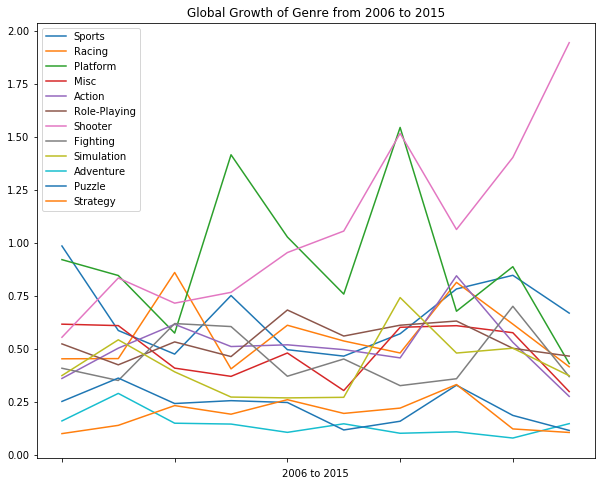 Global Growth of Genre from 2006 to 2015
2.00
1.75
1.50
1.25
1.00
0.75
0.50
0.25
0.00
Sports
Racing
Platform
Misc
Action
Role-Playing
Shooter
Fighting
Simulation
Adventure
Puzzle
Strategy
2006 to 2015